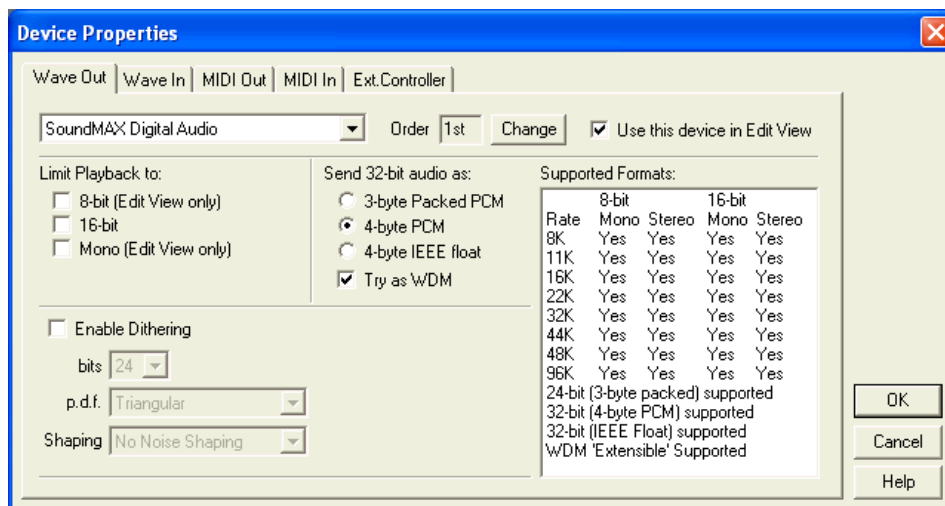 Device Properties
Wave Out Wave In MIDI Out MIDI In Ext.Controller
SoundMAX Digital Audio Order 1st Change Use this device in Edit View
Limit Playback to:
8-bit (Edit View only)
16-bit
Mono (Edit View only)
Send 32-bit audio as:
3-byte Packed PCM
4-byte PCM
4-byte IEEE float
Try as WDM
Enable Dithering
bits 24
p.d.f. Triangular
Shaping No Noise Shaping
Supported Formats:
8-bit 16-bit
Rate Mono Stereo Mono Stereo
8K Yes Yes Yes Yes
11K Yes Yes Yes Yes
16K Yes Yes Yes Yes
22K Yes Yes Yes Yes
32K Yes Yes Yes Yes
44K Yes Yes Yes Yes
48K Yes Yes Yes Yes
96K Yes Yes Yes Yes
24-bit (3-byte packed) supported
32-bit (4-byte PCM) supported
32-bit (IEEE Float) supported
WDM 'Extensible' Supported
OK
Cancel
Help